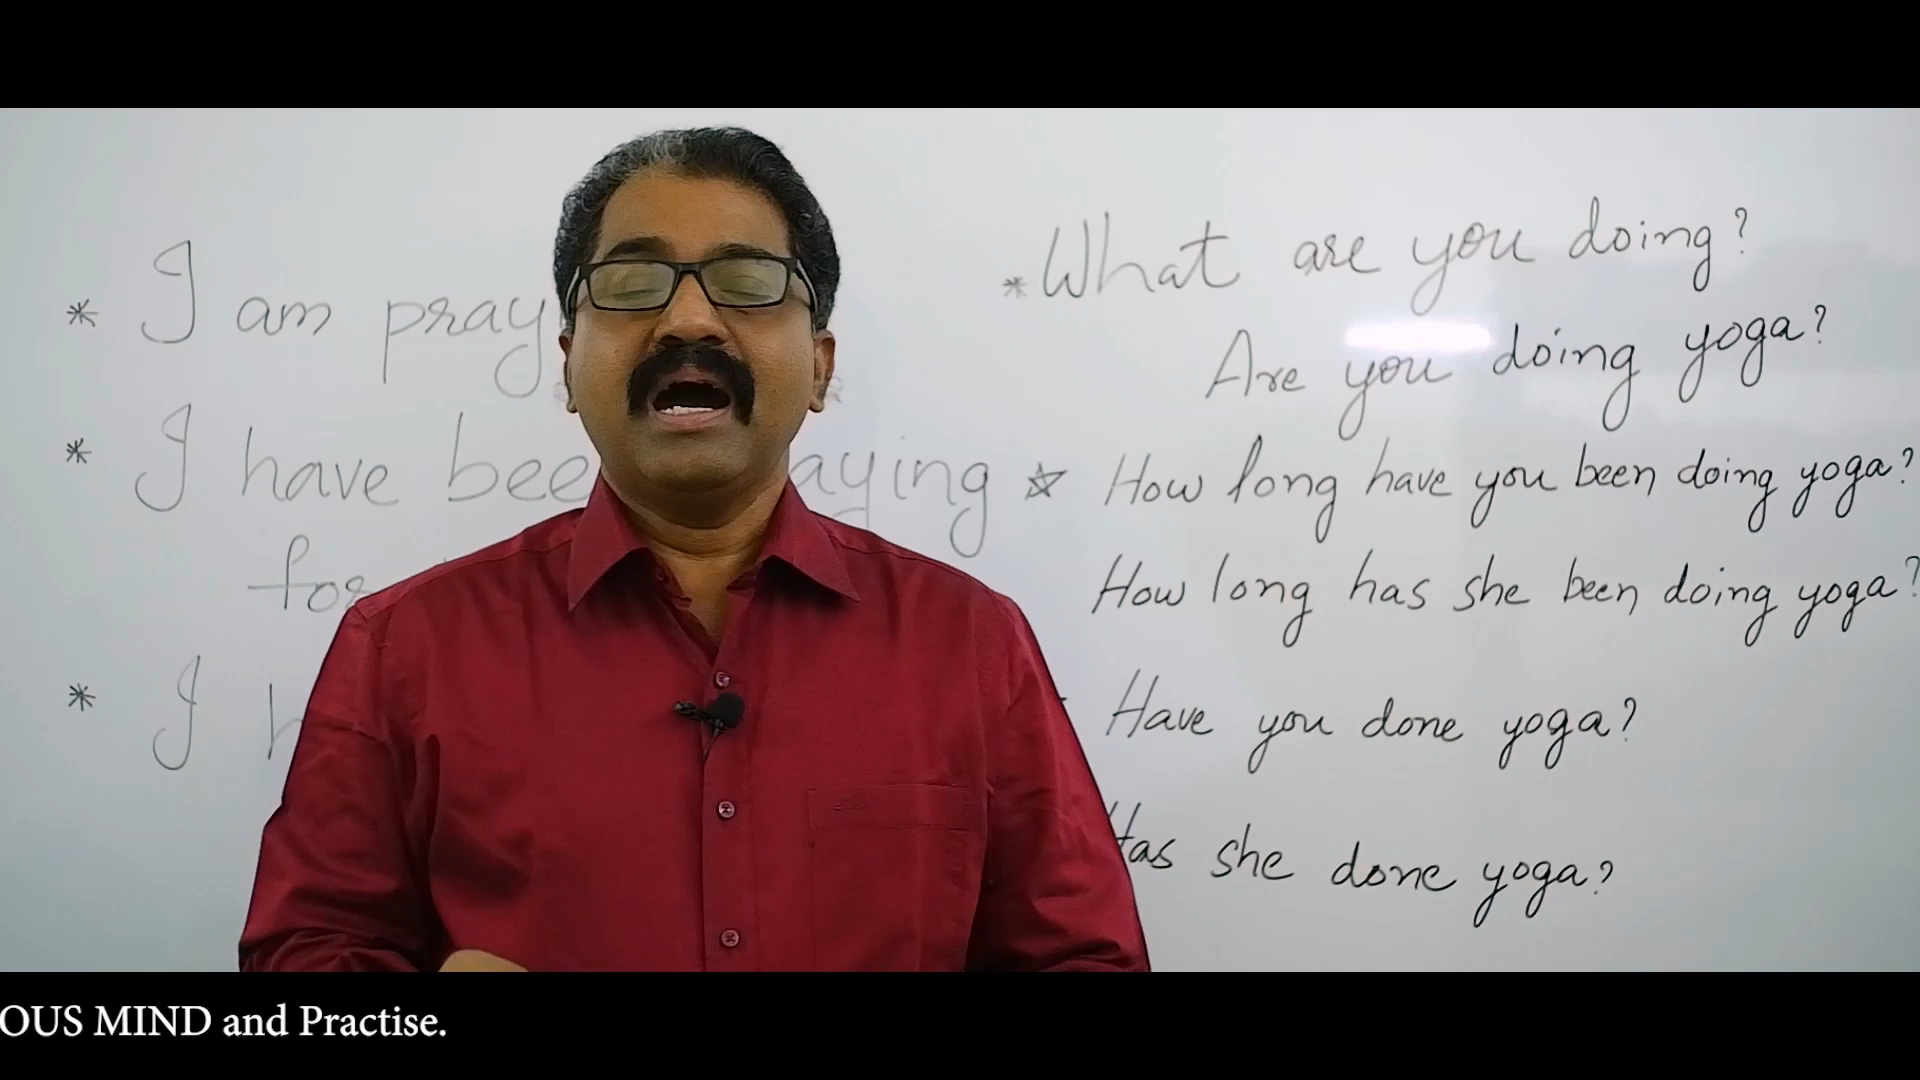 * I am pray
* I have bee aying
for
* I h
* What are you doing?
Are you doing yoga?
☆ How long have you been doing yoga?
How long has she been doing yoga?
Have you done yoga?
Has she done yoga?
OUS MIND and Practise.